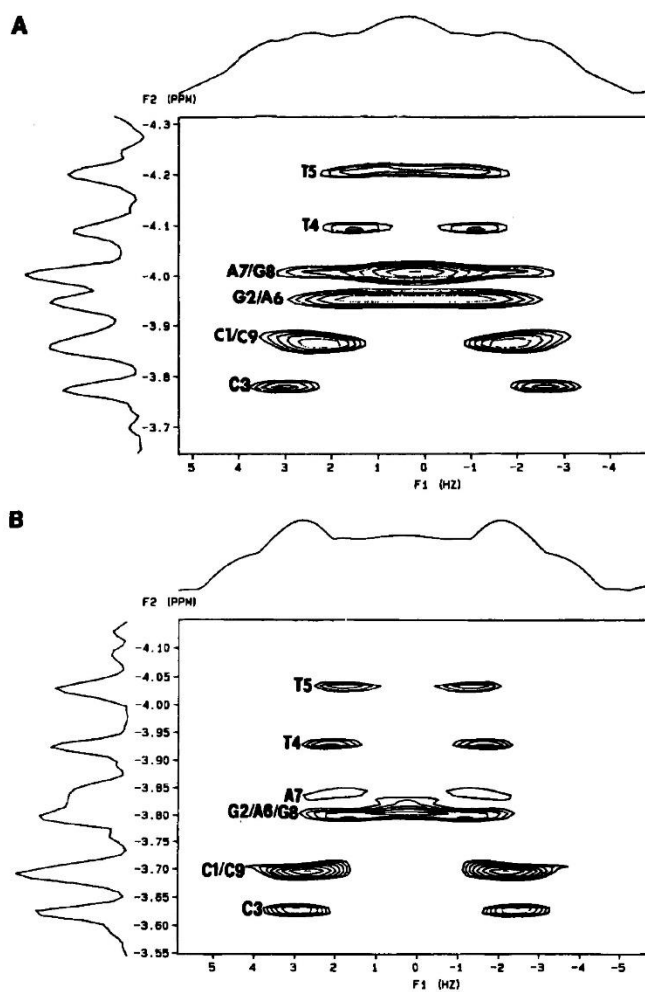 A
F2 (PPM)
-4.3
-4.2
-4.1
-4.0
-3.9
-3.8
-3.7
T5
T4
A7/G8
G2/A6
C1/C9
C3
5 4 3 2 1 0 -1 -2 -3 -4
F1 (HZ)
B
F2 (PPM)
-4.10
-4.05
-4.00
-3.95
-3.90
-3.85
-3.80
-3.75
-3.70
-3.65
-3.60
-3.55
T5
T4
A7
G2/A6/G8
C1/C9
C3
5 4 3 2 1 0 -1 -2 -3 -4 -5
F1 (HZ)